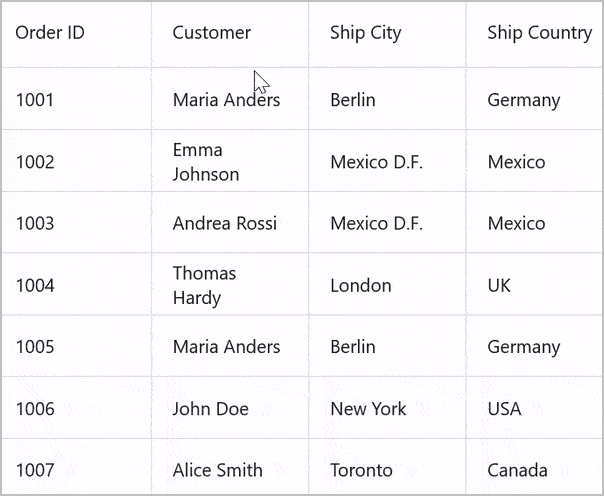 Order ID Customer Ship City Ship Country
1001 Maria Anders Berlin Germany
1002 Emma Johnson Mexico D.F. Mexico
1003 Andrea Rossi Mexico D.F. Mexico
1004 Thomas Hardy London UK
1005 Maria Anders Berlin Germany
1006 John Doe New York USA
1007 Alice Smith Toronto Canada